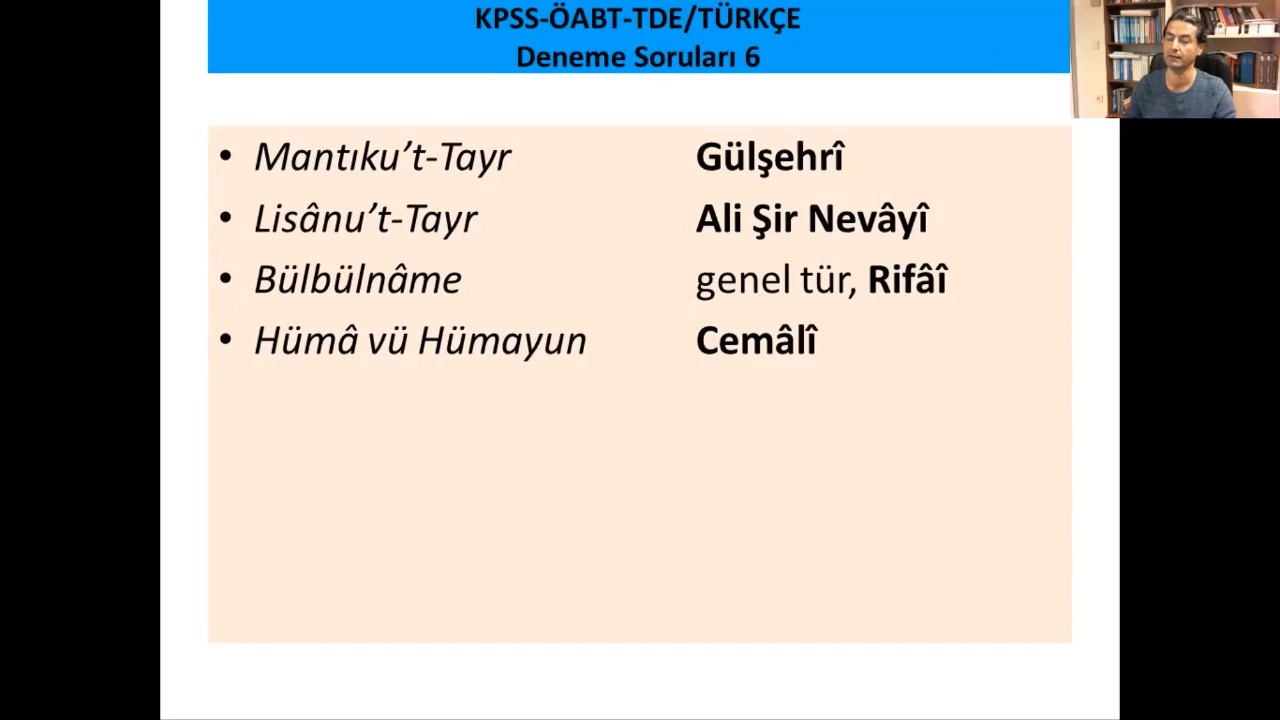 KPSS-ÖABT-TDE/TÜRKÇE
Deneme Soruları 6
• Mantıku’t-Tayr Gülşehrî
• Lisânu’t-Tayr Ali Şir Nevâyî
• Bülbülnâme genel tür, Rifâî
• Hümâ vü Hümayun Cemâlî